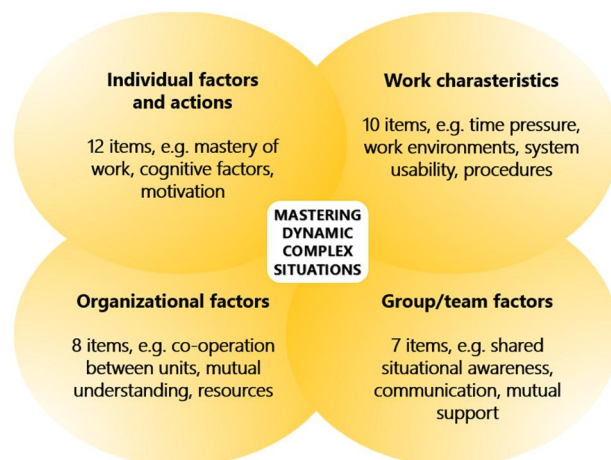 Individual factors
and actions
12 items, e.g. mastery of
work, cognitive factors,
motivation
Work charasteristics
10 items, e.g. time pressure,
work environments, system
usability, procedures
MASTERING
DYNAMIC
COMPLEX
SITUATIONS
Organizational factors
8 items, e.g. co-operation
between units, mutual
understanding, resources
Group/team factors
7 items, e.g. shared
situational awareness,
communication, mutual
support